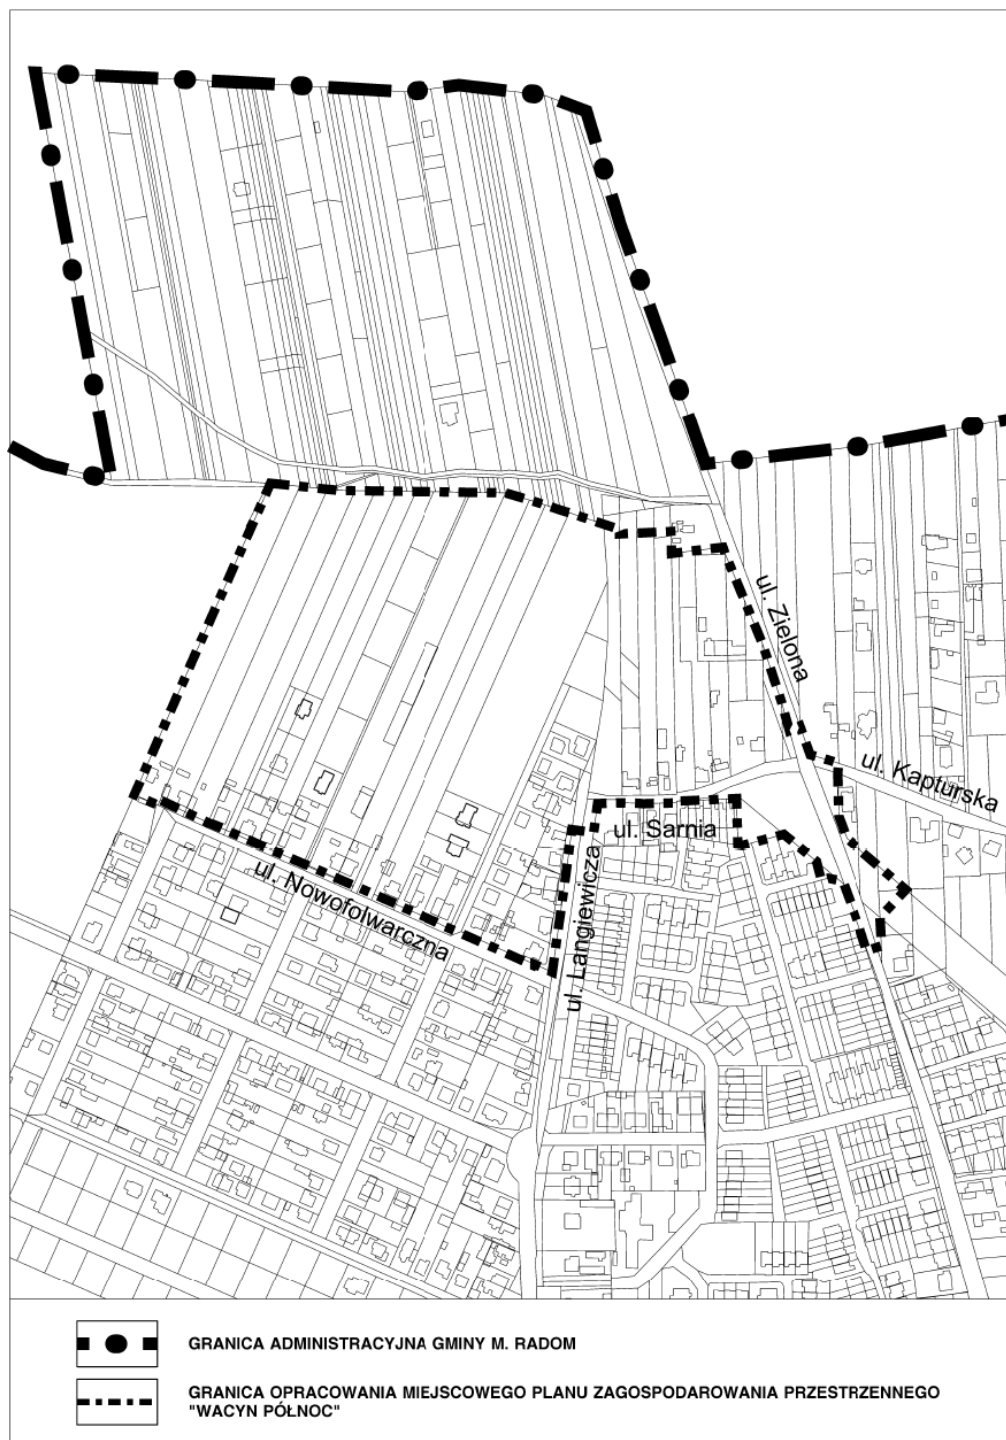 ul. Zielona
ul. Kapturska
ul. Sarnia
ul. Langiewicza
ul. Nowofolwarczna
GRANICA ADMINISTRACYJNA GMINY M. RADOM
GRANICA OPRACOWANIA MIEJSCOWEGO PLANU ZAGOSPODAROWANIA PRZESTRZENNEGO
"WACYN PÓŁNOC"